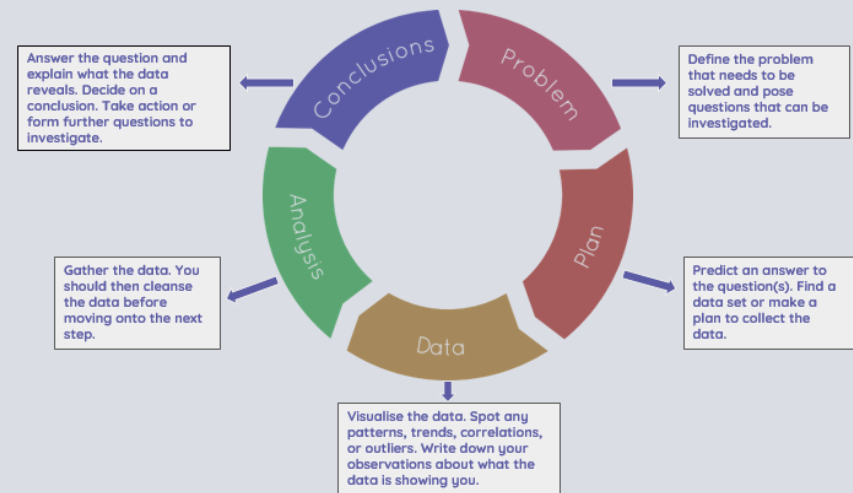 Conclusions
Problem
Plan
Data
Analysis
Define the problem
that needs to be
solved and pose
questions that can be
investigated.
Predict an answer to
the question(s). Find a
data set or make a
plan to collect the
data.
Visualise the data. Spot any
patterns, trends, correlations,
or outliers. Write down your
observations about what the
data is showing you.
Gather the data. You
should then cleanse
the data before
moving onto the next
step.
Answer the question and
explain what the data
reveals. Decide on a
conclusion. Take action or
form further questions to
investigate.